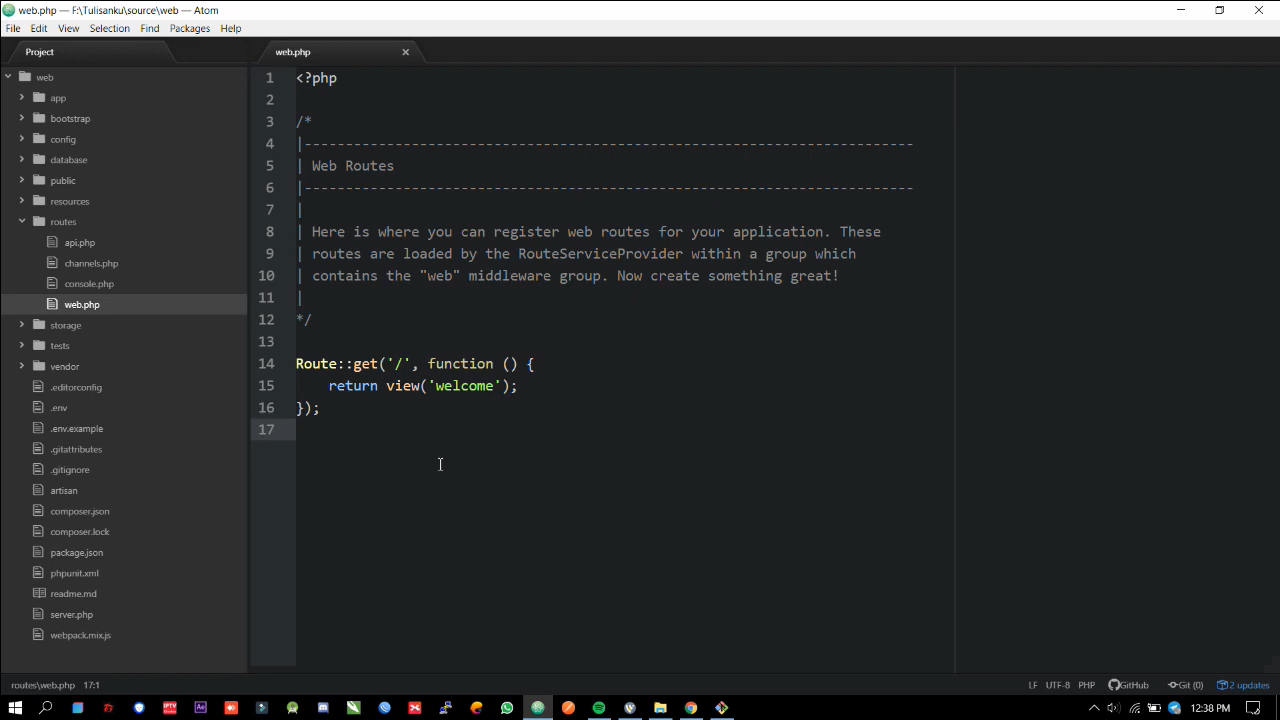 web.php — F:\Tulisanku\source\web — Atom
File Edit View Selection Find Packages Help
Project
web
app
bootstrap
config
database
public
resources
routes
api.php
channels.php
console.php
web.php
storage
tests
vendor
.editorconfig
.env
.env.example
.gitattributes
.gitignore
artisan
composer.json
composer.lock
package.json
phpunit.xml
readme.md
server.php
webpack.mix.js
web.php
1 <?php
2
3 /*
4 |--------------------------------------------------------------------------
5 | Web Routes
6 |--------------------------------------------------------------------------
7 |
8 | Here is where you can register web routes for your application. These
9 | routes are loaded by the RouteServiceProvider within a group which
10 | contains the "web" middleware group. Now create something great!
11 |
12 */
13
14 Route::get('/', function () {
15     return view('welcome');
16 });
17
routes\web.php 17:1
LF UTF-8 PHP GitHub Git (0) 2 updates
IPTV Ae
12:38 PM